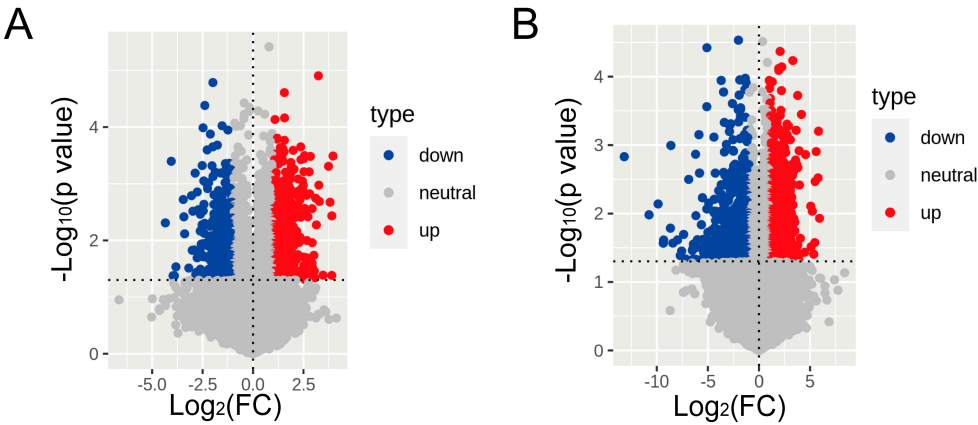 A
-Log10(p value)
4
2
0
-5.0 -2.5 0.0 2.5
Log2(FC)
type
down
neutral
up
B
-Log10(p value)
4
3
2
1
0
-10 -5 0 5
Log2(FC)
type
down
neutral
up